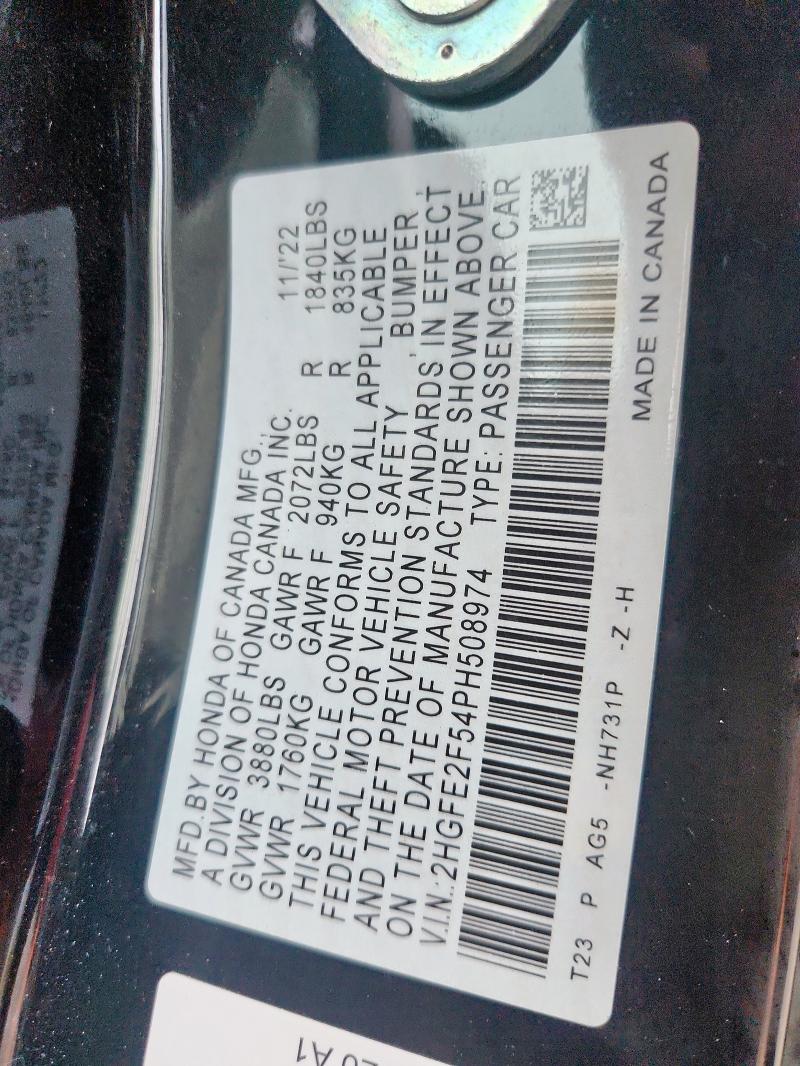 MFD.BY HONDA OF CANADA MFG.,
A DIVISION OF HONDA CANADA INC. 11/'22
GVWR 3880LBS GAWR F 2072LBS R 1840LBS
GVWR 1760KG GAWR F 940KG R 835KG
THIS VEHICLE CONFORMS TO ALL APPLICABLE
FEDERAL MOTOR VEHICLE SAFETY , BUMPER ,
AND THEFT PREVENTION STANDARDS IN EFFECT
ON THE DATE OF MANUFACTURE SHOWN ABOVE.
V.I.N.:2HGFE2F54PH508974 TYPE: PASSENGER CAR
T23 P AG5 -NH731P -Z -H
MADE IN CANADA
A1